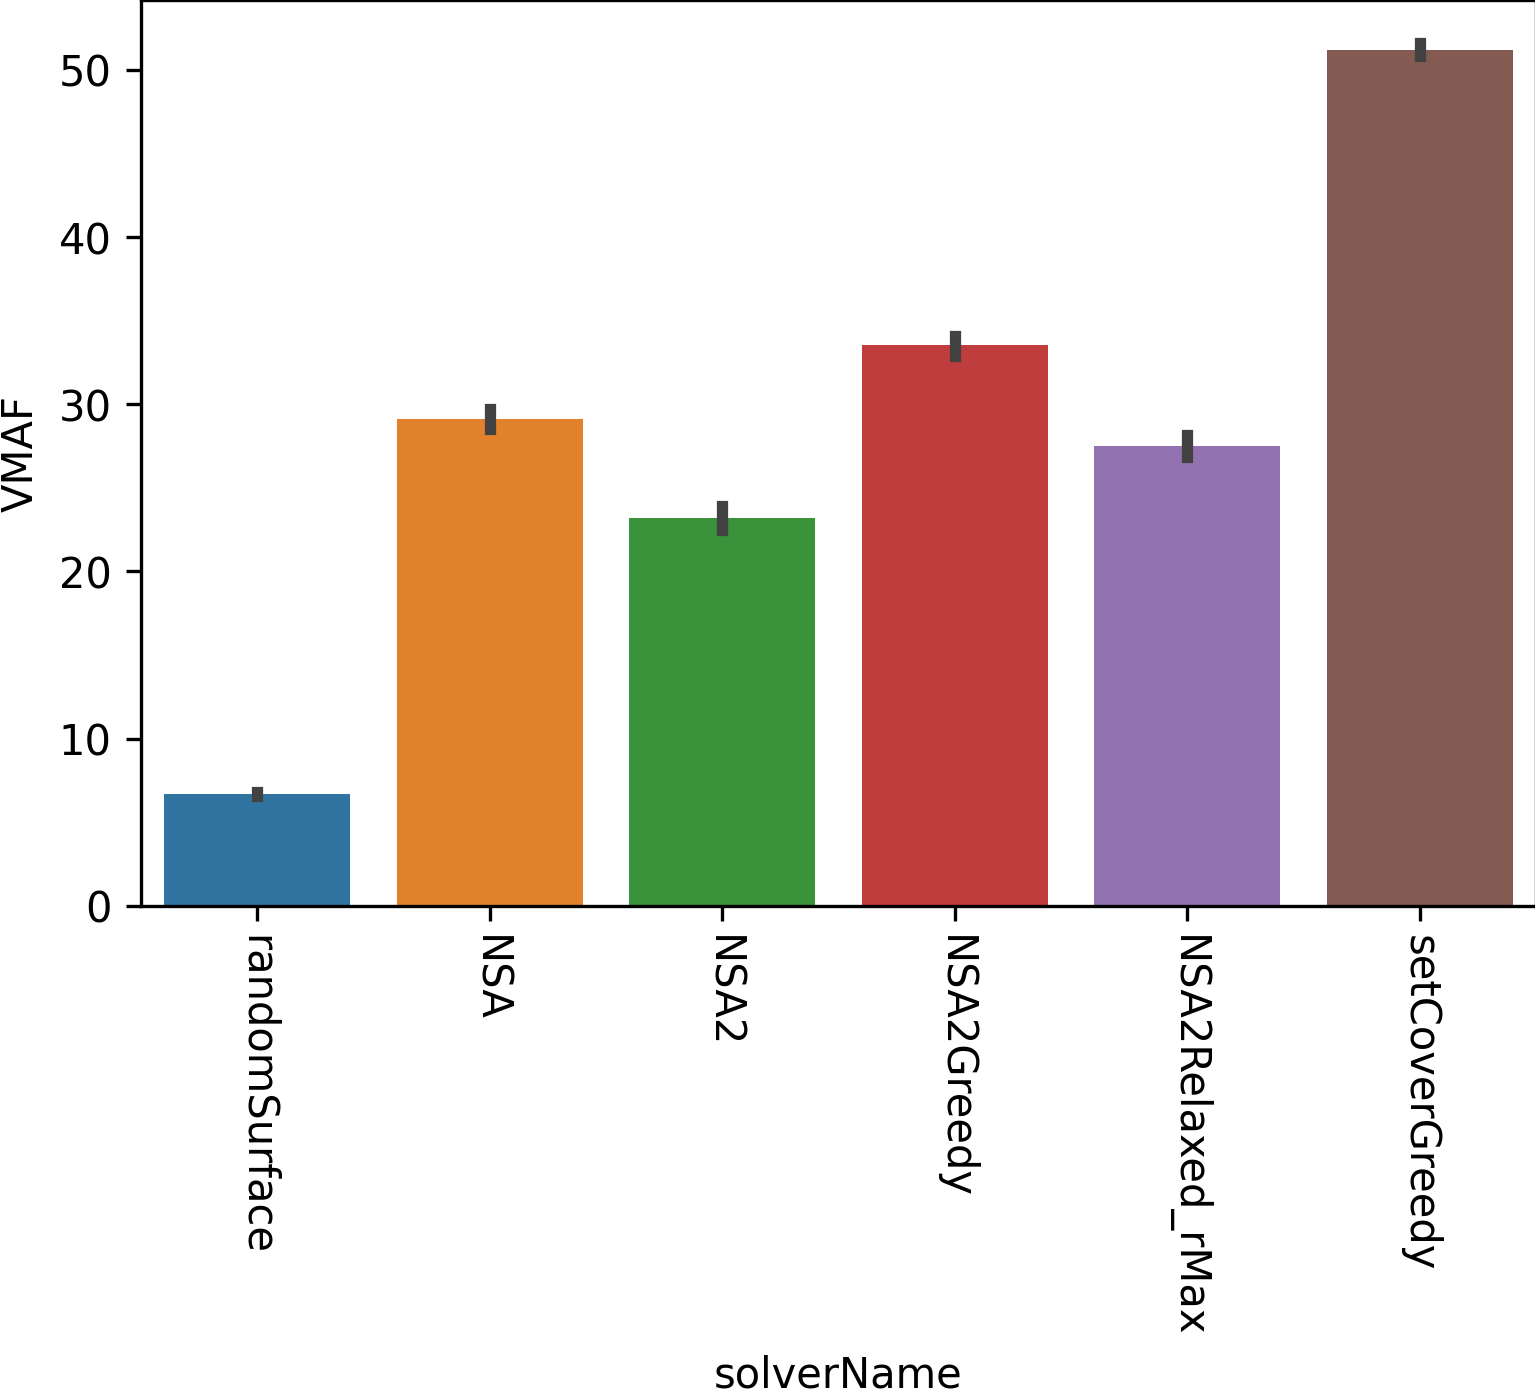 VMAF
50
40
30
20
10
0
randomSurface
NSA
NSA2
NSA2Greedy
NSA2Relaxed_rMax
setCoverGreedy
solverName